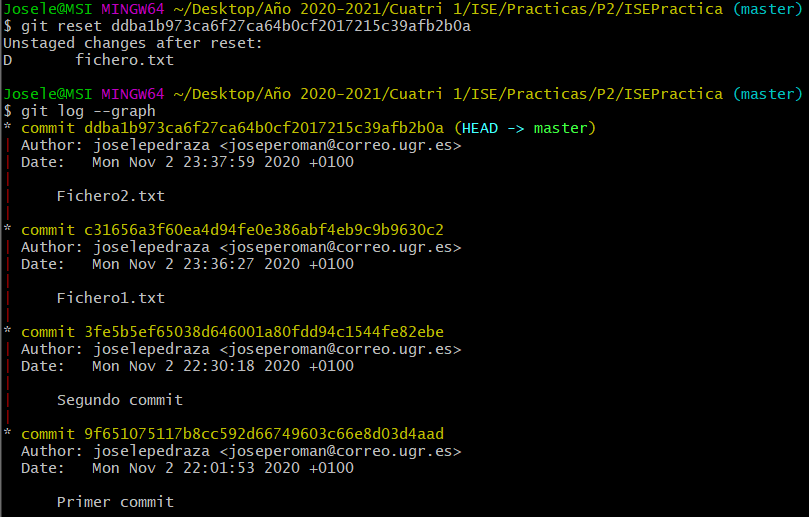 Josele@MSI MINGW64 ~/Desktop/Año 2020-2021/Cuatri 1/ISE/Practicas/P2/ISEPractica (master)
$ git reset ddba1b973ca6f27ca64b0cf2017215c39afb2b0a
Unstaged changes after reset:
D       fichero.txt

Josele@MSI MINGW64 ~/Desktop/Año 2020-2021/Cuatri 1/ISE/Practicas/P2/ISEPractica (master)
$ git log --graph
* commit ddba1b973ca6f27ca64b0cf2017215c39afb2b0a (HEAD -> master)
| Author: joselepedraza <joseperoman@correo.ugr.es>
| Date:   Mon Nov 2 23:37:59 2020 +0100
|
|     Fichero2.txt
|
* commit c31656a3f60ea4d94fe0e386abf4eb9c9b9630c2
| Author: joselepedraza <joseperoman@correo.ugr.es>
| Date:   Mon Nov 2 23:36:27 2020 +0100
|
|     Fichero1.txt
|
* commit 3fe5b5ef65038d646001a80fdd94c1544fe82ebe
| Author: joselepedraza <joseperoman@correo.ugr.es>
| Date:   Mon Nov 2 22:30:18 2020 +0100
|
|     Segundo commit
|
* commit 9f651075117b8cc592d66749603c66e8d03d4aad
  Author: joselepedraza <joseperoman@correo.ugr.es>
  Date:   Mon Nov 2 22:01:53 2020 +0100

      Primer commit